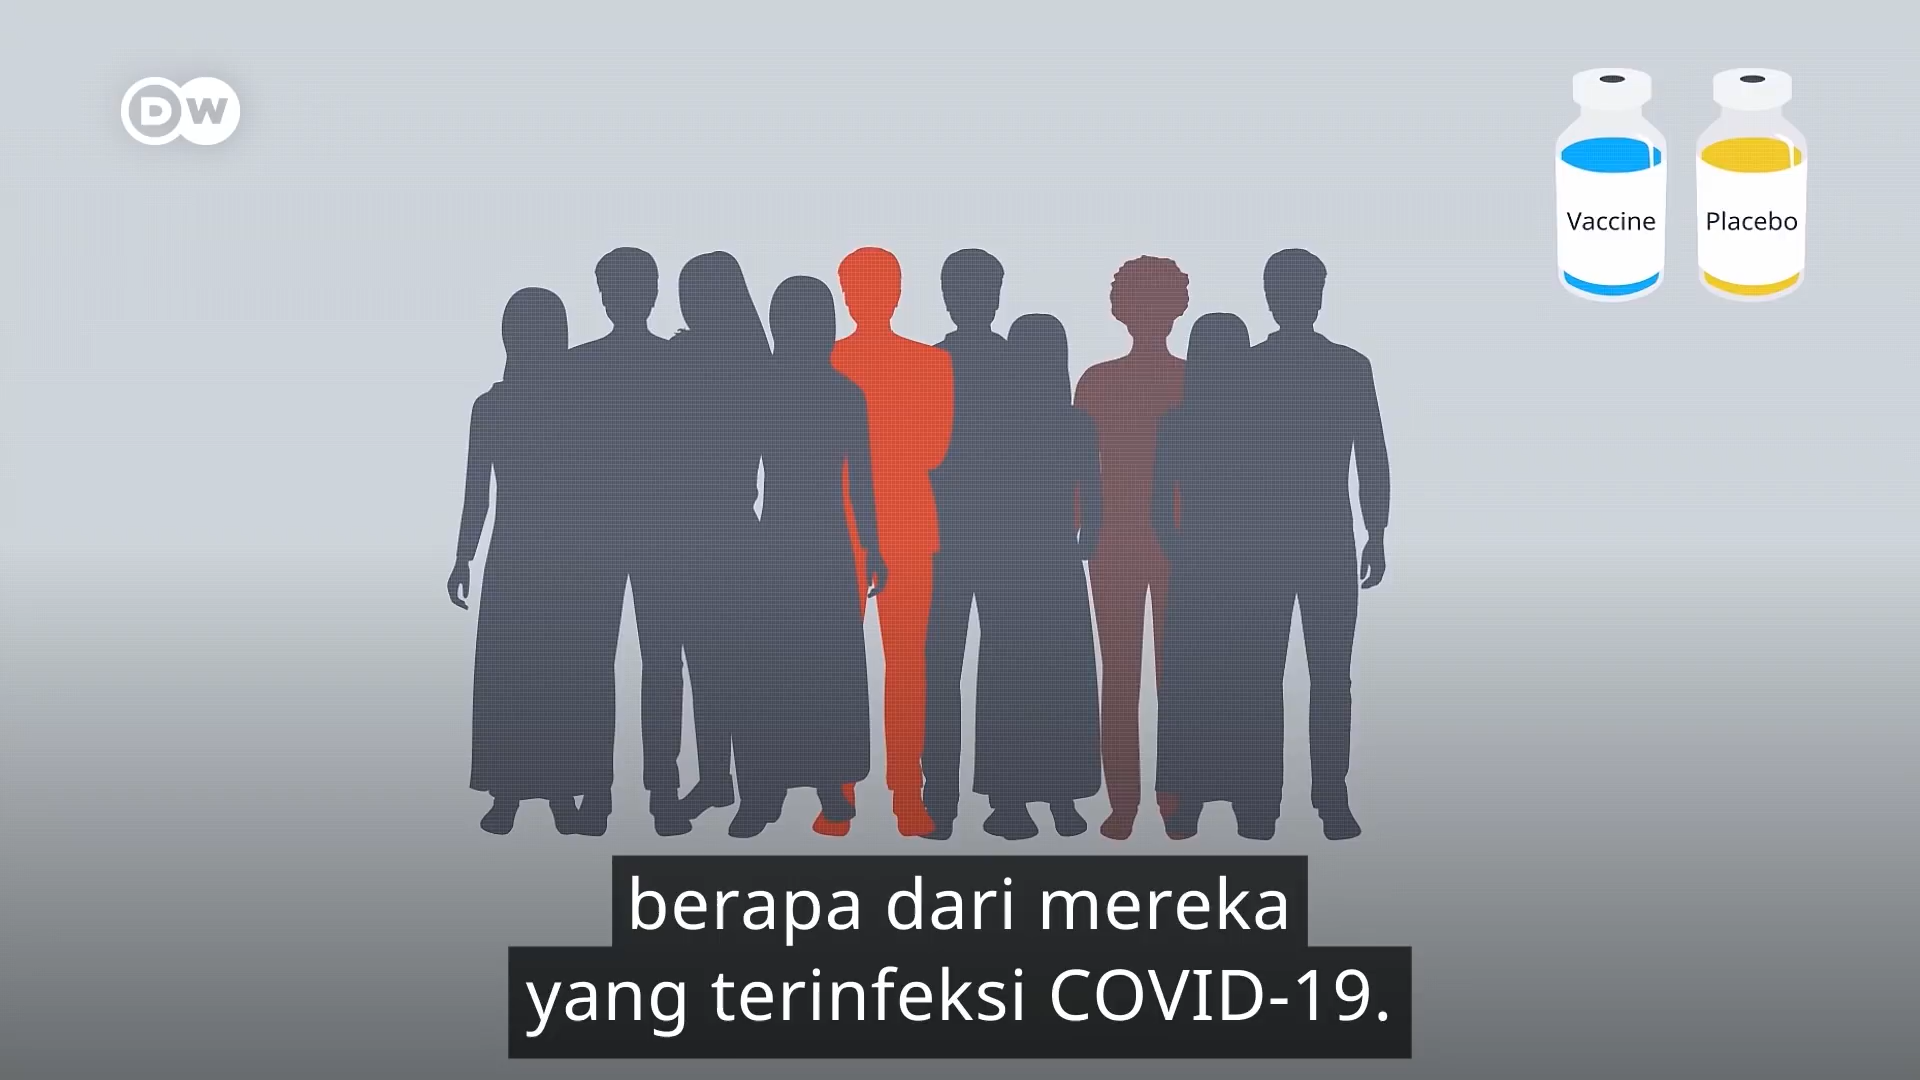 DW
Vaccine
Placebo
berapa dari mereka
yang terinfeksi COVID-19.